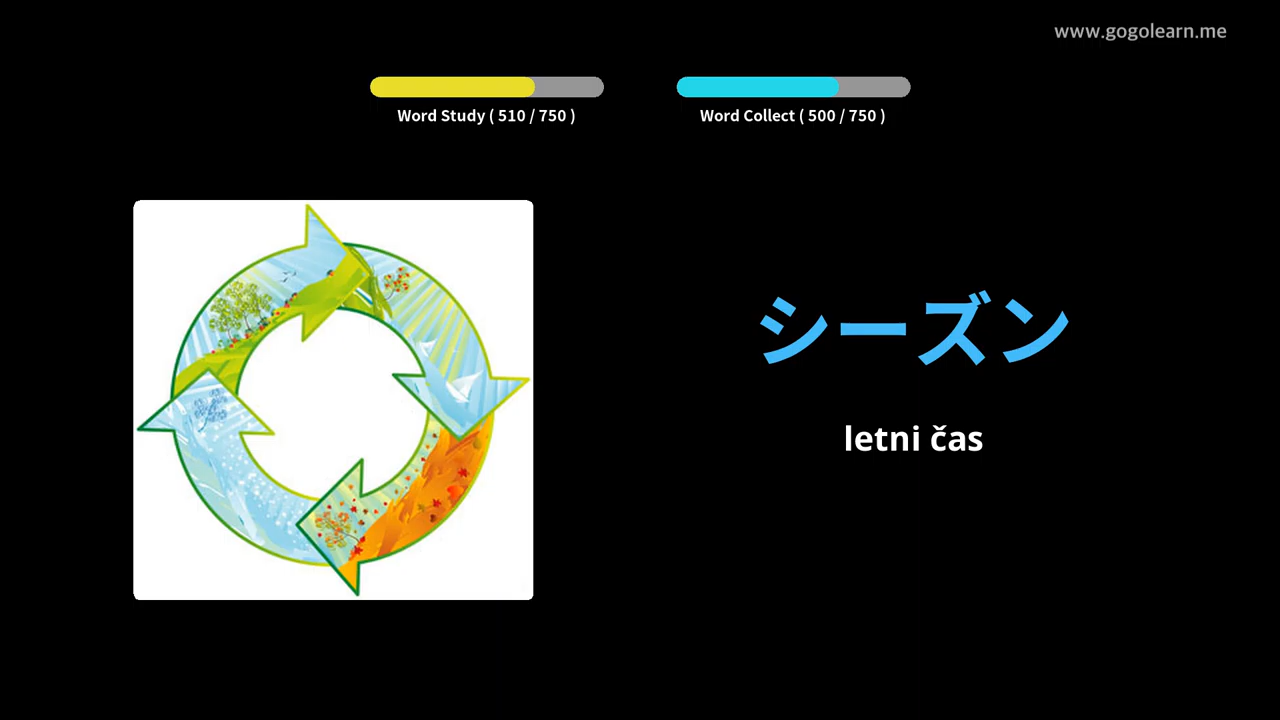 www.gogolearn.me
Word Study ( 510 / 750 )
Word Collect ( 500 / 750 )
シーズン
letni čas